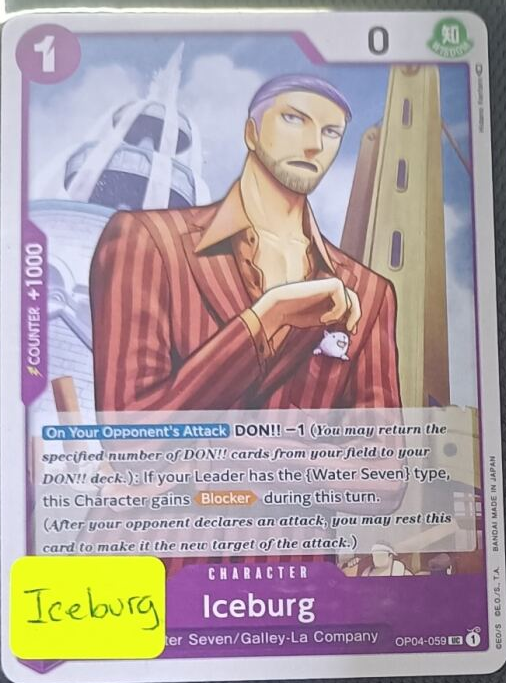 1
0
知
WISDOM
COUNTER +1000
On Your Opponent's Attack DON!! −1 (You may return the
specified number of DON!! cards from your field to your
DON!! deck.): If your Leader has the {Water Seven} type,
this Character gains Blocker during this turn.
(After your opponent declares an attack, you may rest this
card to make it the new target of the attack.)
CHARACTER
Iceburg
Iceburg
ter Seven/Galley-La Company
OP04-059 UC 1
©E.O/S ©E.O./S., T.A. BANDAI MADE IN JAPAN